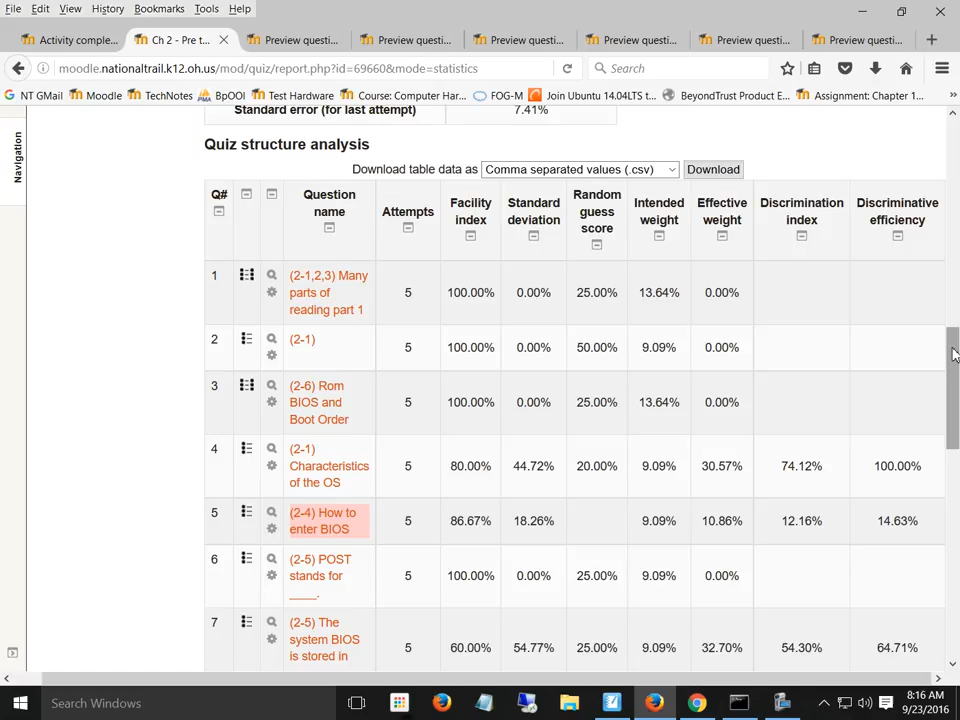 File Edit View History Bookmarks Tools Help
Activity comple... Ch 2 - Pre t... Preview questi... Preview questi... Preview questi... Preview questi... Preview questi... Preview questi...
moodle.nationaltrail.k12.oh.us/mod/quiz/report.php?id=69660&mode=statistics Search
NT GMail Moodle TechNotes BpOOI Test Hardware Course: Computer Har... FOG-M Join Ubuntu 14.04LTS t... BeyondTrust Product E... Assignment: Chapter 1...
Navigation
Standard error (for last attempt) 7.41%
Quiz structure analysis
Download table data as Comma separated values (.csv) Download
Q# Question name Attempts Facility index Standard deviation Random guess score Intended weight Effective weight Discrimination index Discriminative efficiency
1 (2-1,2,3) Many parts of reading part 1 5 100.00% 0.00% 25.00% 13.64% 0.00%
2 (2-1) 5 100.00% 0.00% 50.00% 9.09% 0.00%
3 (2-6) Rom BIOS and Boot Order 5 100.00% 0.00% 25.00% 13.64% 0.00%
4 (2-1) Characteristics of the OS 5 80.00% 44.72% 20.00% 9.09% 30.57% 74.12% 100.00%
5 (2-4) How to enter BIOS 5 86.67% 18.26% 9.09% 10.86% 12.16% 14.63%
6 (2-5) POST stands for ____. 5 100.00% 0.00% 25.00% 9.09% 0.00%
7 (2-5) The system BIOS is stored in 5 60.00% 54.77% 25.00% 9.09% 32.70% 54.30% 64.71%
Search Windows
8:16 AM
9/23/2016